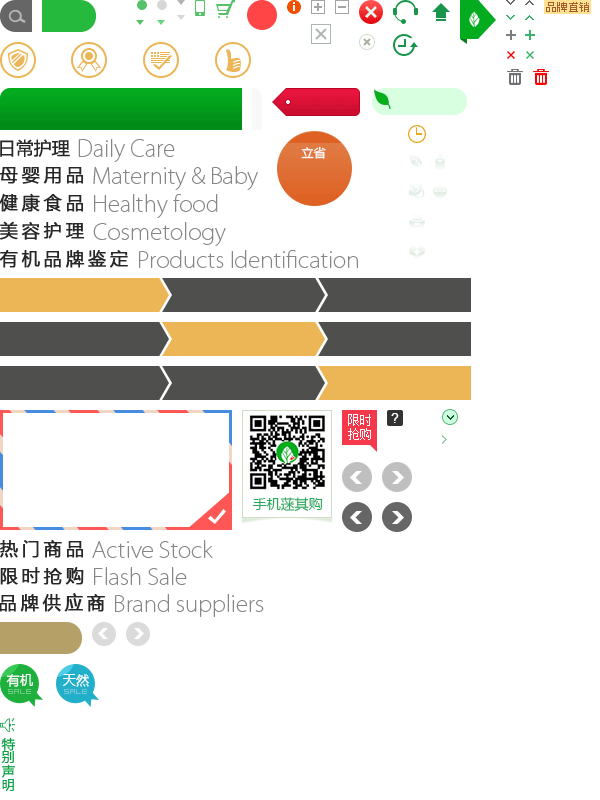 品牌直销
日常护理 Daily Care
立省
母婴用品 Maternity & Baby
健康食品 Healthy food
美容护理 Cosmetology
有机品牌鉴定 Products Identification
限时
抢购
?
手机蒾其购
热门商品 Active Stock
限时抢购 Flash Sale
品牌供应商 Brand suppliers
有机
SALE
天然
SALE
特别声明